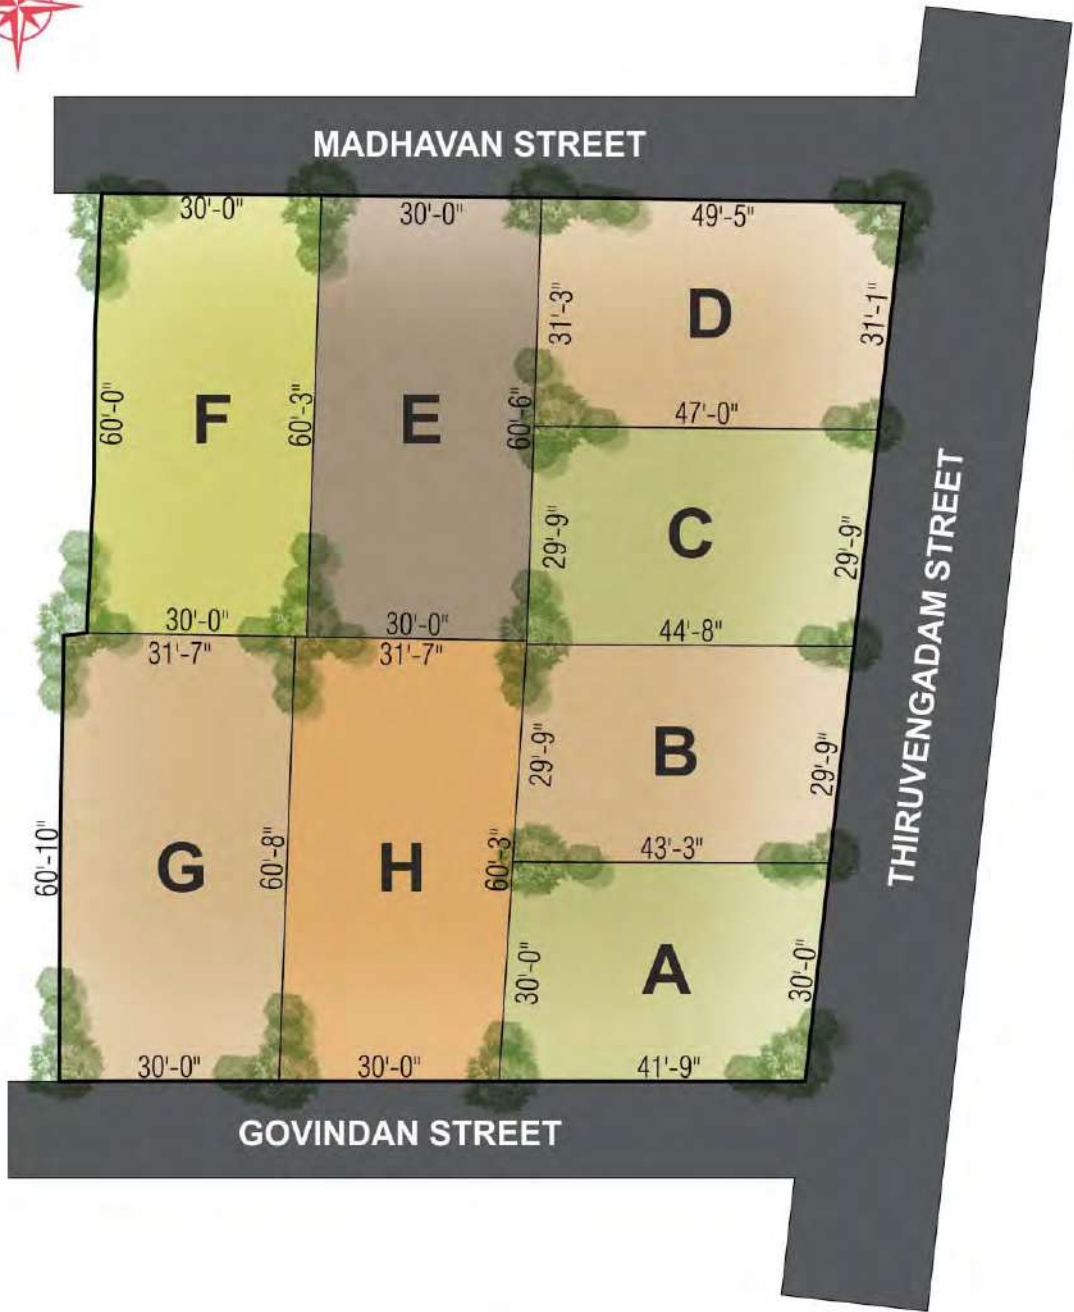 MADHAVAN STREET
30'-0"
30'-0"
49'-5"
31'-3"
D
31'-1"
60'-0"
F
60'-3"
E
60'-6"
47'-0"
29'-9"
C
29'-9"
THIRUVENGADAM STREET
30'-0"
30'-0"
44'-8"
31'-7"
31'-7"
29'-9"
B
29'-9"
43'-3"
60'-10"
G
60'-8"
H
60'-3"
30'-0"
A
30'-0"
30'-0"
30'-0"
41'-9"
GOVINDAN STREET